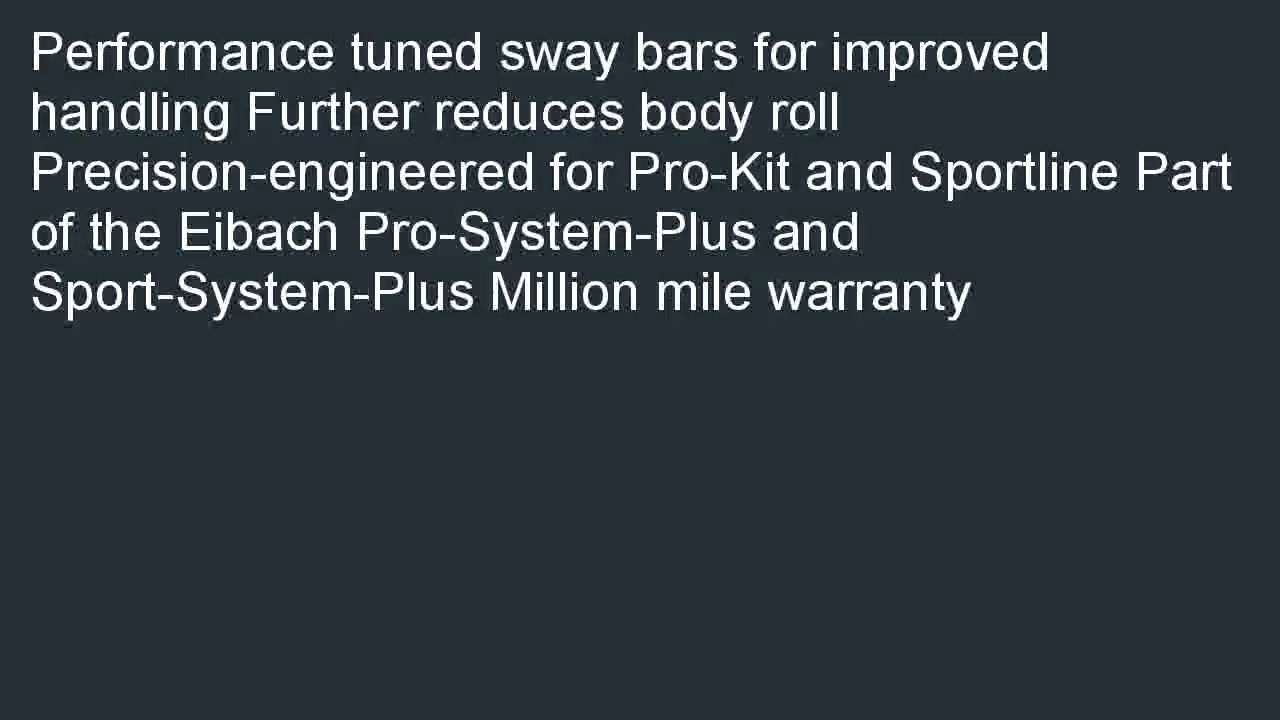 Performance tuned sway bars for improved
handling Further reduces body roll
Precision-engineered for Pro-Kit and Sportline Part
of the Eibach Pro-System-Plus and
Sport-System-Plus Million mile warranty